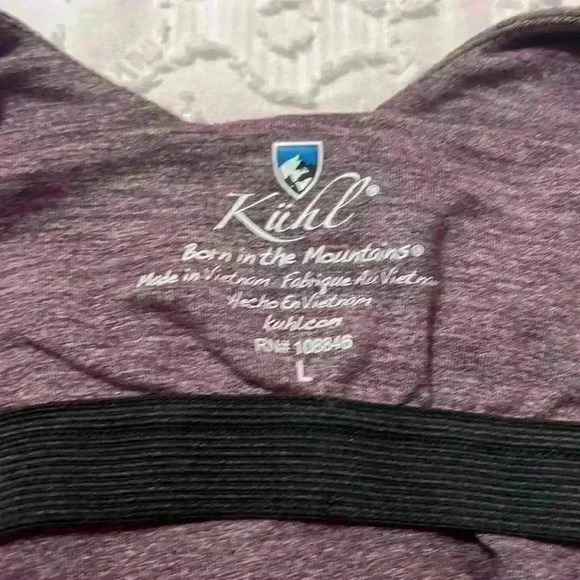 Kühl®
Born in the Mountains®
Made in Vietnam Fabrique Au Vietnam
Hecho En Vietnam
kuhl.com
RN# 108846
L